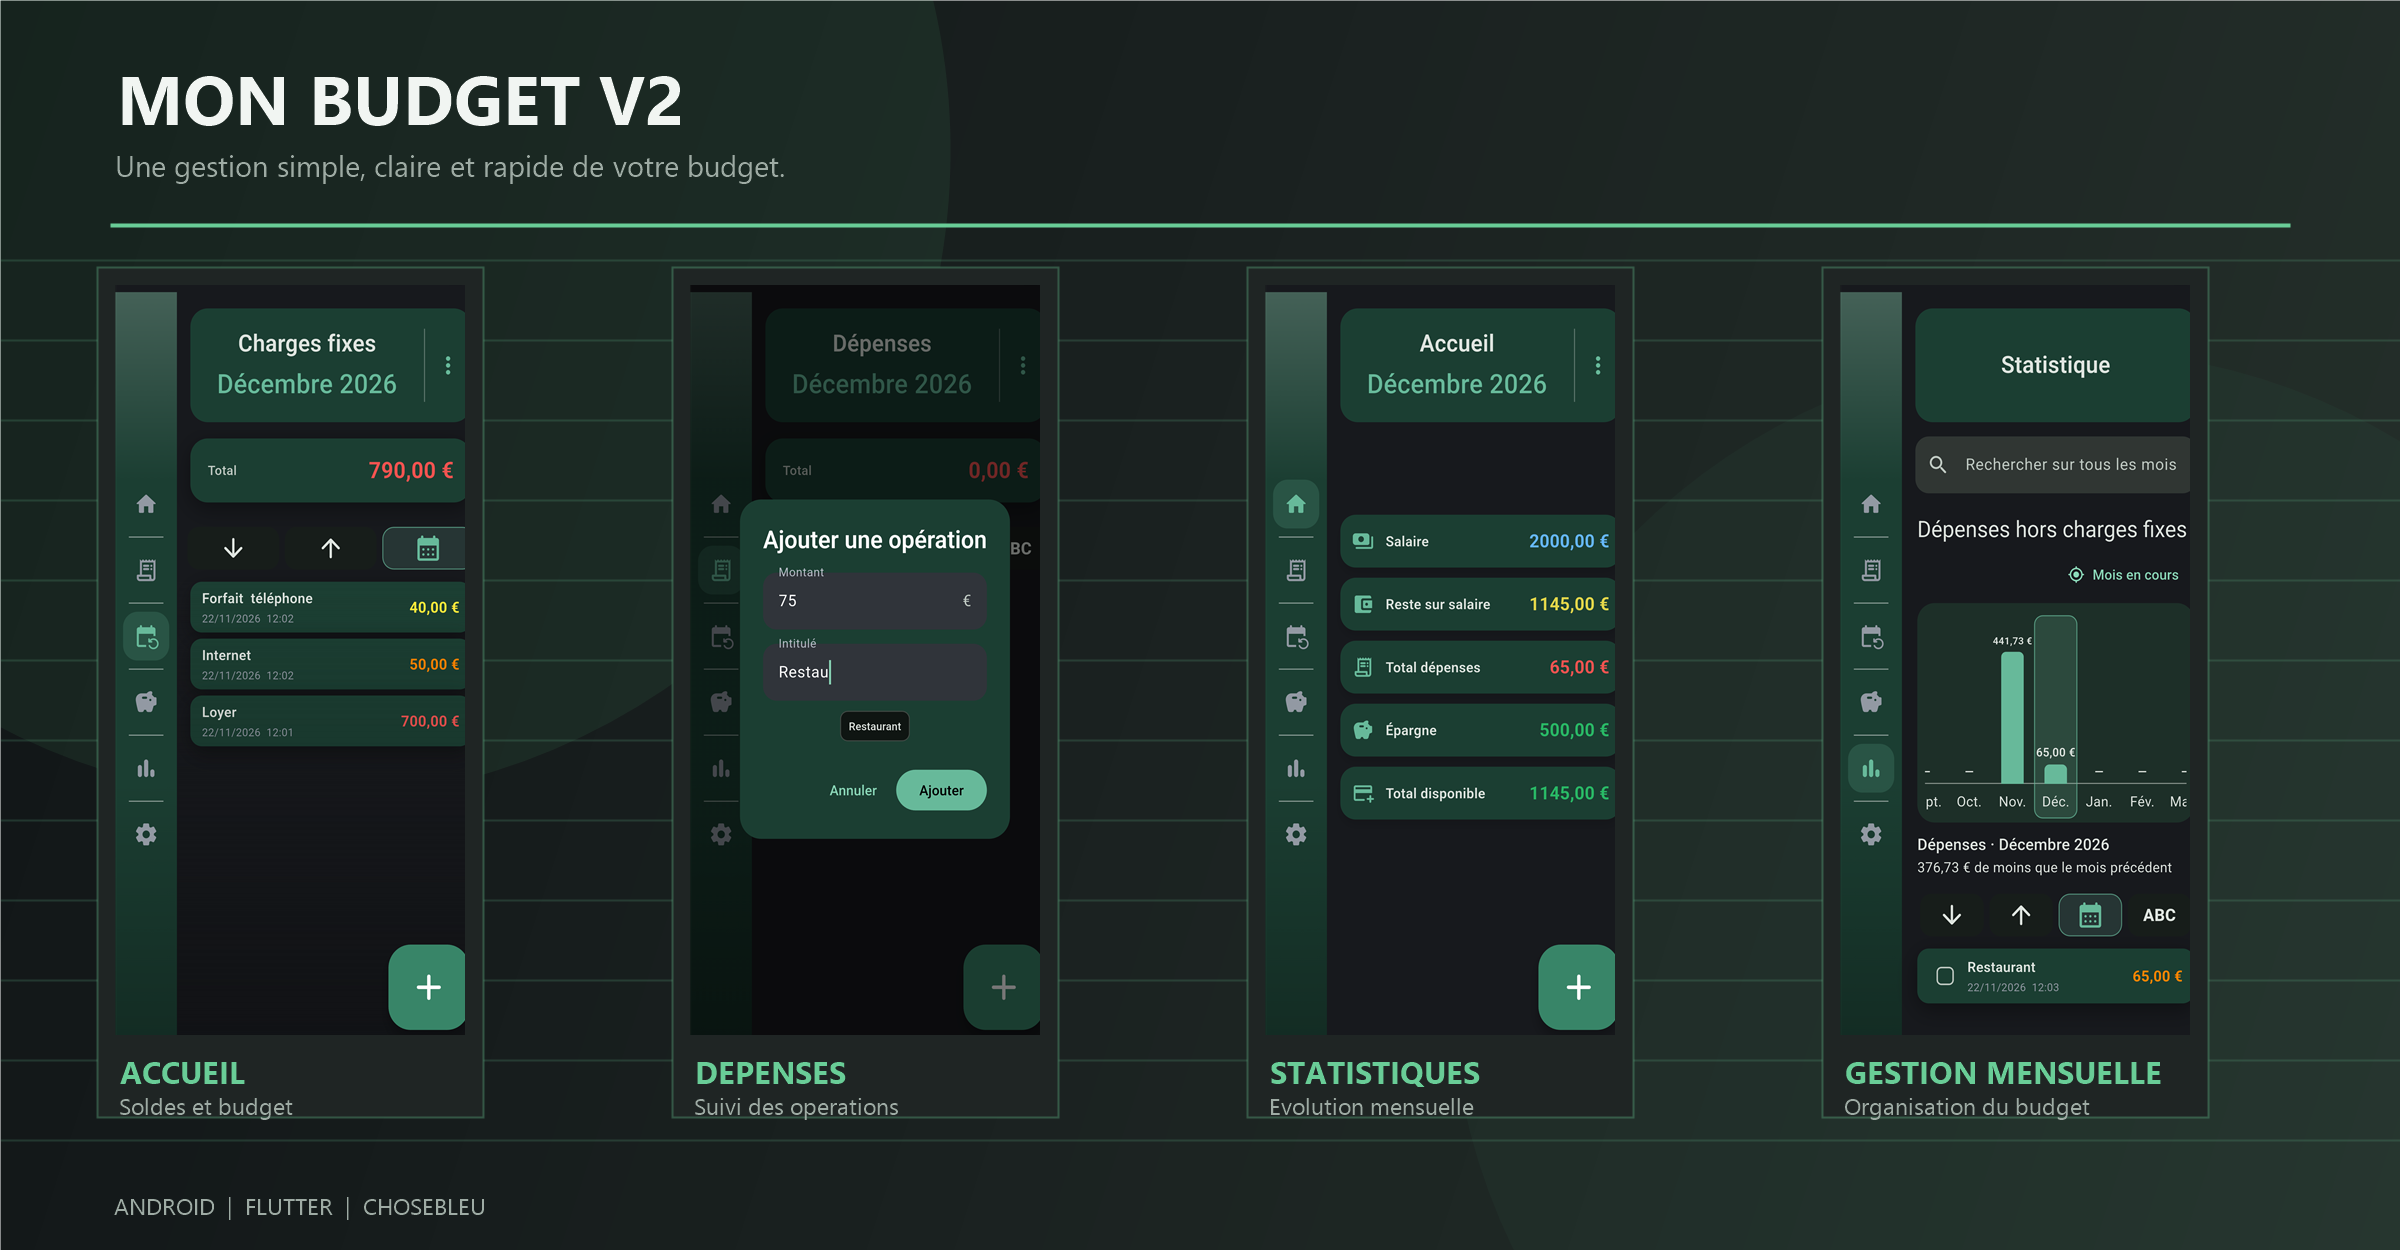 MON BUDGET V2
Une gestion simple, claire et rapide de votre budget.
Charges fixes
Décembre 2026
Total 790,00 €
Forfait téléphone 40,00 €
22/11/2026 12:02
Internet 50,00 €
22/11/2026 12:02
Loyer 700,00 €
22/11/2026 12:01
ACCUEIL
Soldes et budget
Dépenses
Décembre 2026
Total 0,00 €
BC
Ajouter une opération
Montant
75 €
Intitulé
Restau
Restaurant
Annuler Ajouter
DEPENSES
Suivi des operations
Accueil
Décembre 2026
Salaire 2000,00 €
Reste sur salaire 1145,00 €
Total dépenses 65,00 €
Épargne 500,00 €
Total disponible 1145,00 €
STATISTIQUES
Evolution mensuelle
Statistique
Rechercher sur tous les mois
Dépenses hors charges fixes
Mois en cours
441,73 €
65,00 €
– – – – –
pt. Oct. Nov. Déc. Jan. Fév. Ma
Dépenses · Décembre 2026
376,73 € de moins que le mois précédent
ABC
Restaurant 65,00 €
22/11/2026 12:03
GESTION MENSUELLE
Organisation du budget
ANDROID | FLUTTER | CHOSEBLEU